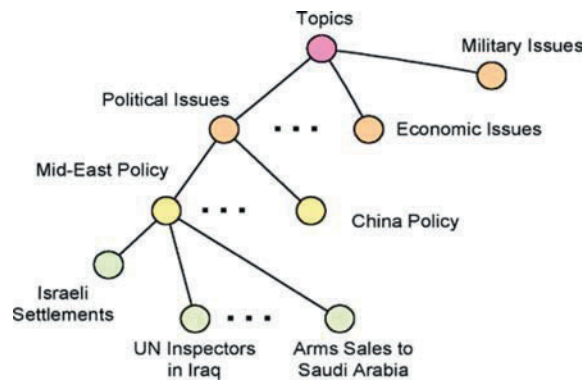 Topics
Military Issues
Political Issues
Economic Issues
Mid-East Policy
China Policy
Israeli
Settlements
UN Inspectors
in Iraq
Arms Sales to
Saudi Arabia